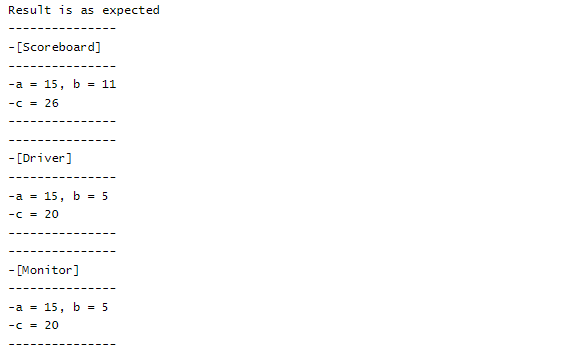 Result is as expected
---------------
-[Scoreboard]
---------------
-a = 15, b = 11
-c = 26
---------------
---------------
-[Driver]
---------------
-a = 15, b = 5
-c = 20
---------------
---------------
-[Monitor]
---------------
-a = 15, b = 5
-c = 20
---------------